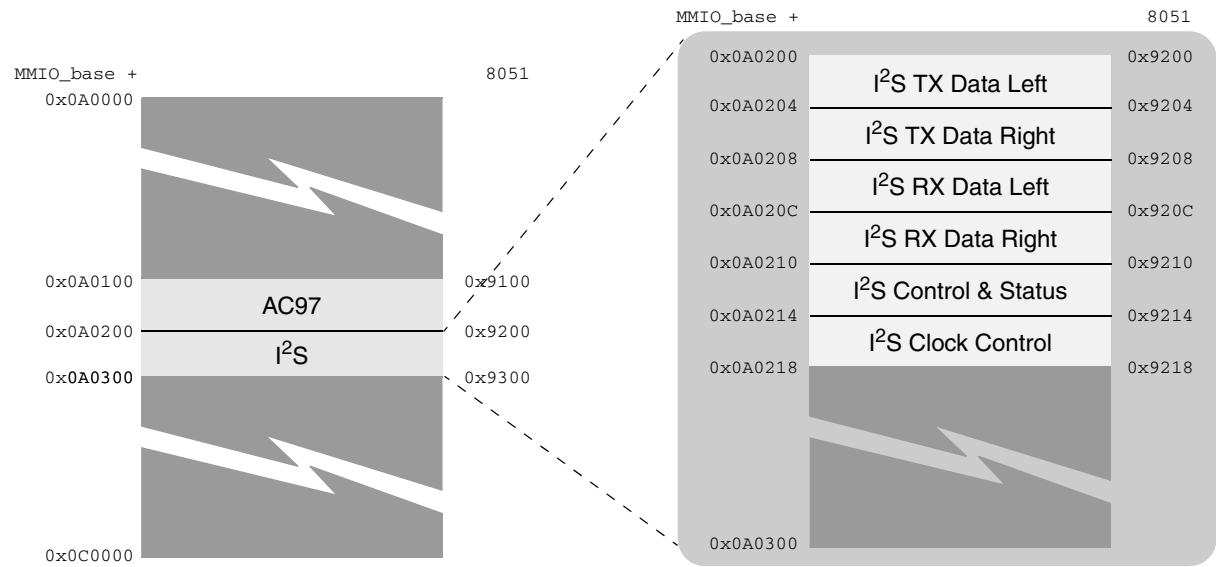 MMIO_base + 8051
0x0A0000
0x0A0100 0x9100
AC97
0x0A0200 0x9200
I²S
0x0A0300 0x9300
0x0C0000
MMIO_base + 8051
0x0A0200 0x9200
I²S TX Data Left
0x0A0204 0x9204
I²S TX Data Right
0x0A0208 0x9208
I²S RX Data Left
0x0A020C 0x920C
I²S RX Data Right
0x0A0210 0x9210
I²S Control & Status
0x0A0214 0x9214
I²S Clock Control
0x0A0218 0x9218
0x0A0300